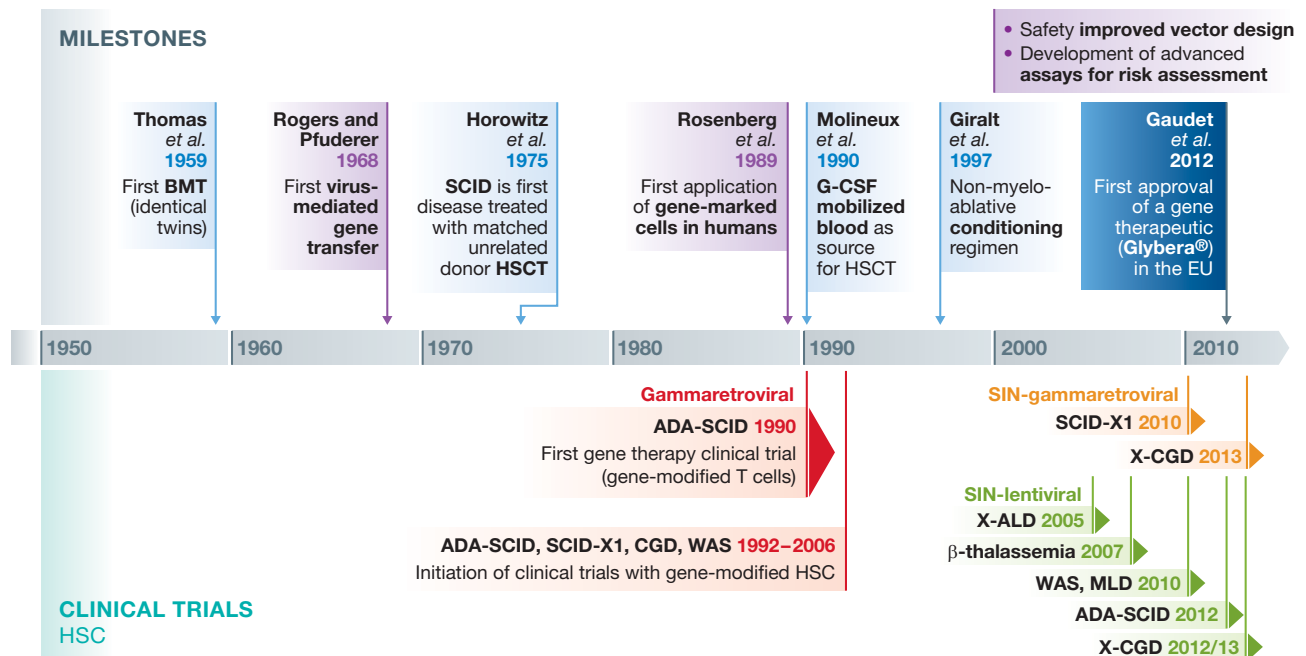 MILESTONES
• Safety improved vector design
• Development of advanced
assays for risk assessment
Thomas
et al.
1959
First BMT
(identical
twins)
Rogers and
Pfuderer
1968
First virus-
mediated
gene
transfer
Horowitz
et al.
1975
SCID is first
disease treated
with matched
unrelated
donor HSCT
Rosenberg
et al.
1989
First application
of gene-marked
cells in humans
Molineux
et al.
1990
G-CSF
mobilized
blood as
source
for HSCT
Giralt
et al.
1997
Non-myelo-
ablative
conditioning
regimen
Gaudet
et al.
2012
First approval
of a gene
therapeutic
(Glybera®)
in the EU
1950 1960 1970 1980 1990 2000 2010
Gammaretroviral
ADA-SCID 1990
First gene therapy clinical trial
(gene-modified T cells)
ADA-SCID, SCID-X1, CGD, WAS 1992–2006
Initiation of clinical trials with gene-modified HSC
SIN-gammaretroviral
SCID-X1 2010
X-CGD 2013
SIN-lentiviral
X-ALD 2005
β-thalassemia 2007
WAS, MLD 2010
ADA-SCID 2012
X-CGD 2012/13
CLINICAL TRIALS
HSC